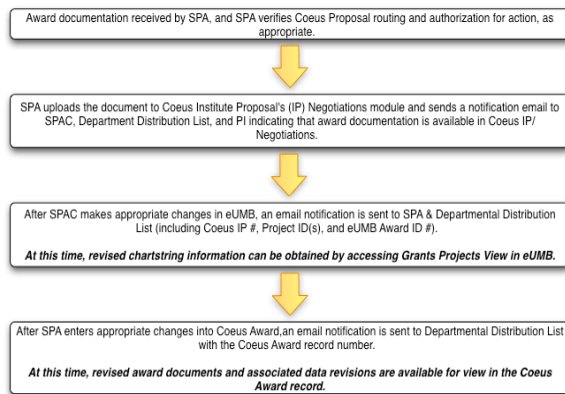 Award documentation received by SPA, and SPA verifies Coeus Proposal routing and authorization for action, as
appropriate.
SPA uploads the document to Coeus Institute Proposal's (IP) Negotiations module and sends a notification email to
SPAC, Department Distribution List, and PI indicating that award documentation is available in Coeus IP/
Negotiations.
After SPAC makes appropriate changes in eUMB, an email notification is sent to SPA & Departmental Distribution
List (including Coeus IP #, Project ID(s), and eUMB Award ID #).
At this time, revised chartstring information can be obtained by accessing Grants Projects View in eUMB.
After SPA enters appropriate changes into Coeus Award,an email notification is sent to Departmental Distribution List
with the Coeus Award record number.
At this time, revised award documents and associated data revisions are available for view in the Coeus
Award record.